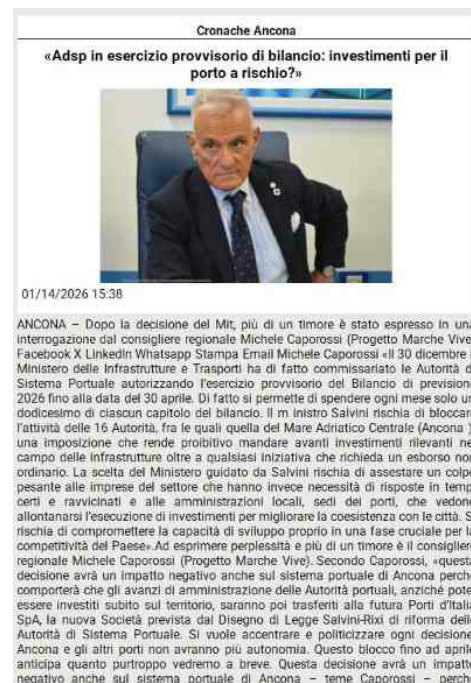 Cronache Ancona
«Adsp in esercizio provvisorio di bilancio: investimenti per il
porto a rischio?»
01/14/2026 15:38
ANCONA – Dopo la decisione del Mit, più di un timore è stato espresso in una
interrogazione dal consigliere regionale Michele Caporossi (Progetto Marche Vive)
Facebook X LinkedIn Whatsapp Stampa Email Michele Caporossi «Il 30 dicembre il
Ministero delle Infrastrutture e Trasporti ha di fatto commissariato le Autorità di
Sistema Portuale autorizzando l'esercizio provvisorio del Bilancio di previsione
2026 fino alla data del 30 aprile. Di fatto si permette di spendere ogni mese solo un
dodicesimo di ciascun capitolo del bilancio. Il m inistro Salvini rischia di bloccare
l'attività delle 16 Autorità, fra le quali quella del Mare Adriatico Centrale (Ancona ):
una imposizione che rende proibitivo mandare avanti investimenti rilevanti nel
campo delle infrastrutture oltre a qualsiasi iniziativa che richieda un esborso non
ordinario. La scelta del Ministero guidato da Salvini rischia di assestare un colpo
pesante alle imprese del settore che hanno invece necessità di risposte in tempi
certi e ravvicinati e alle amministrazioni locali, sedi dei porti, che vedono
allontanarsi l'esecuzione di investimenti per migliorare la coesistenza con le città. Si
rischia di compromettere la capacità di sviluppo proprio in una fase cruciale per la
competitività del Paese».Ad esprimere perplessità e più di un timore è il consigliere
regionale Michele Caporossi (Progetto Marche Vive). Secondo Caporossi, «questa
decisione avrà un impatto negativo anche sul sistema portuale di Ancona perché
comporterà che gli avanzi di amministrazione delle Autorità portuali, anziché poter
essere investiti subito sul territorio, saranno poi trasferiti alla futura Porti d'Italia
SpA, la nuova Società prevista dal Disegno di Legge Salvini-Rixi di riforma delle
Autorità di Sistema Portuale. Si vuole accentrare e politicizzare ogni decisione.
Ancona e gli altri porti non avranno più autonomia. Questo blocco fino ad aprile
anticipa quanto purtroppo vedremo a breve. Questa decisione avrà un impatto
negativo anche sul sistema portuale di Ancona – teme Caporossi – perché